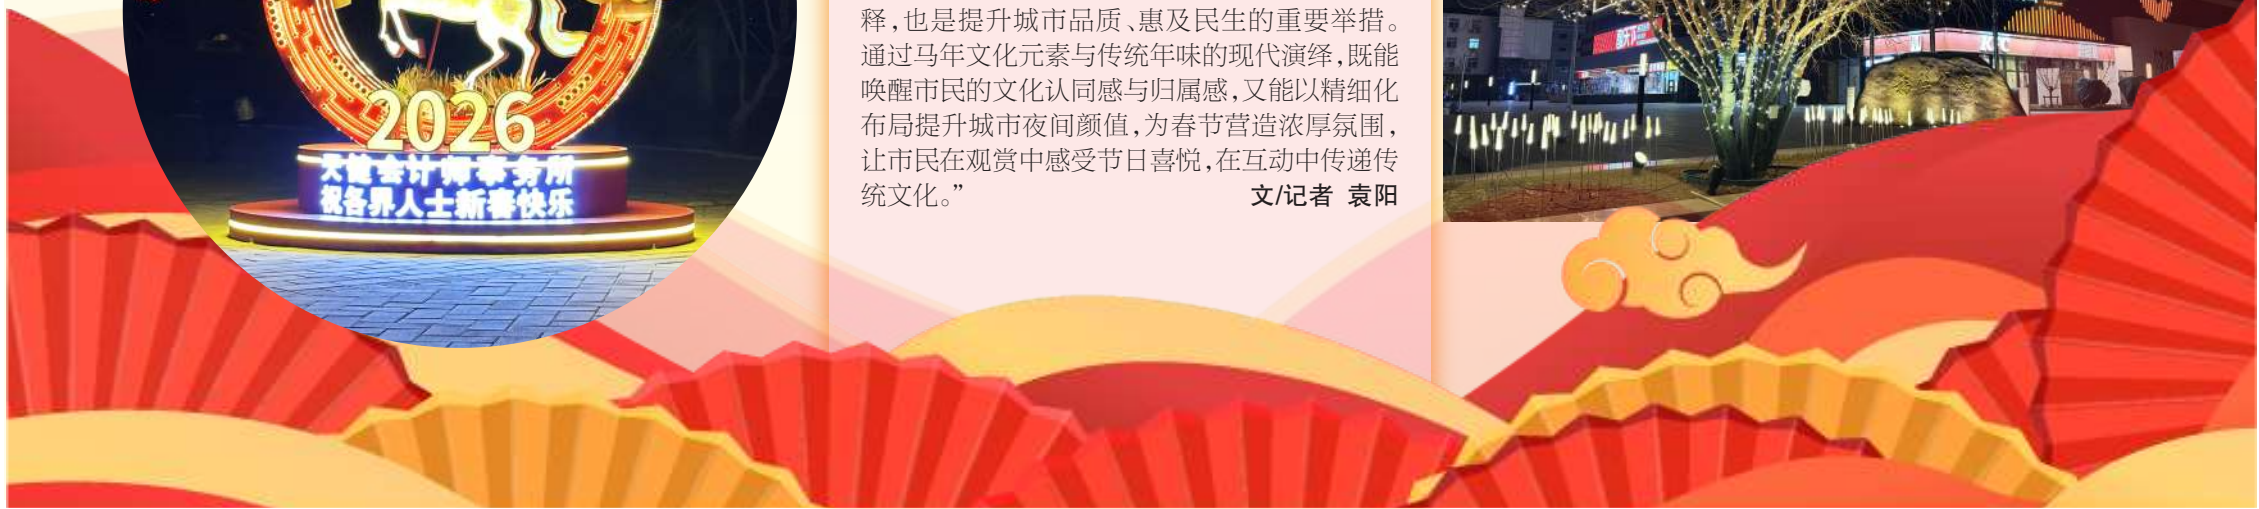 2026
天健会计师事务所
祝各界人士新春快乐
释，也是提升城市品质、惠及民生的重要举措。
通过马年文化元素与传统年味的现代演绎，既能
唤醒市民的文化认同感与归属感，又能以精细化
布局提升城市夜间颜值，为春节营造浓厚氛围，
让市民在观赏中感受节日喜悦，在互动中传递传
统文化。”
文/记者 袁阳